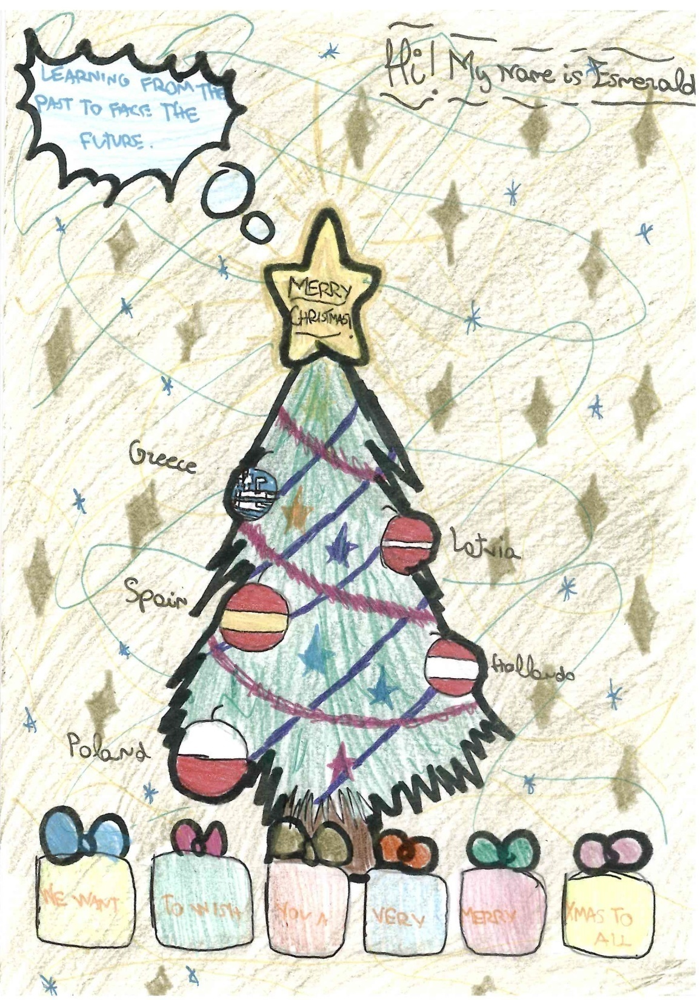 LEARNING FROM THE
PAST TO FACE THE
FUTURE.
Hi! My name is Esmerald
MERRY
CHRISTMAS!
Greece
Latvia
Spain
Hollando
Poland
WE WANT
TO WISH
YOU A
VERY
MERRY
XMAS TO
ALL